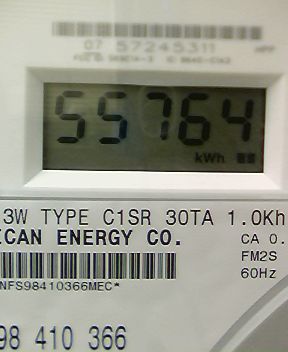 07 57245311
55764
kWh
3W TYPE C1SR 30TA 1.0Kh
ICAN ENERGY CO.
CA 0.
FM2S
60Hz
NFS98410366MEC*
98 410 366